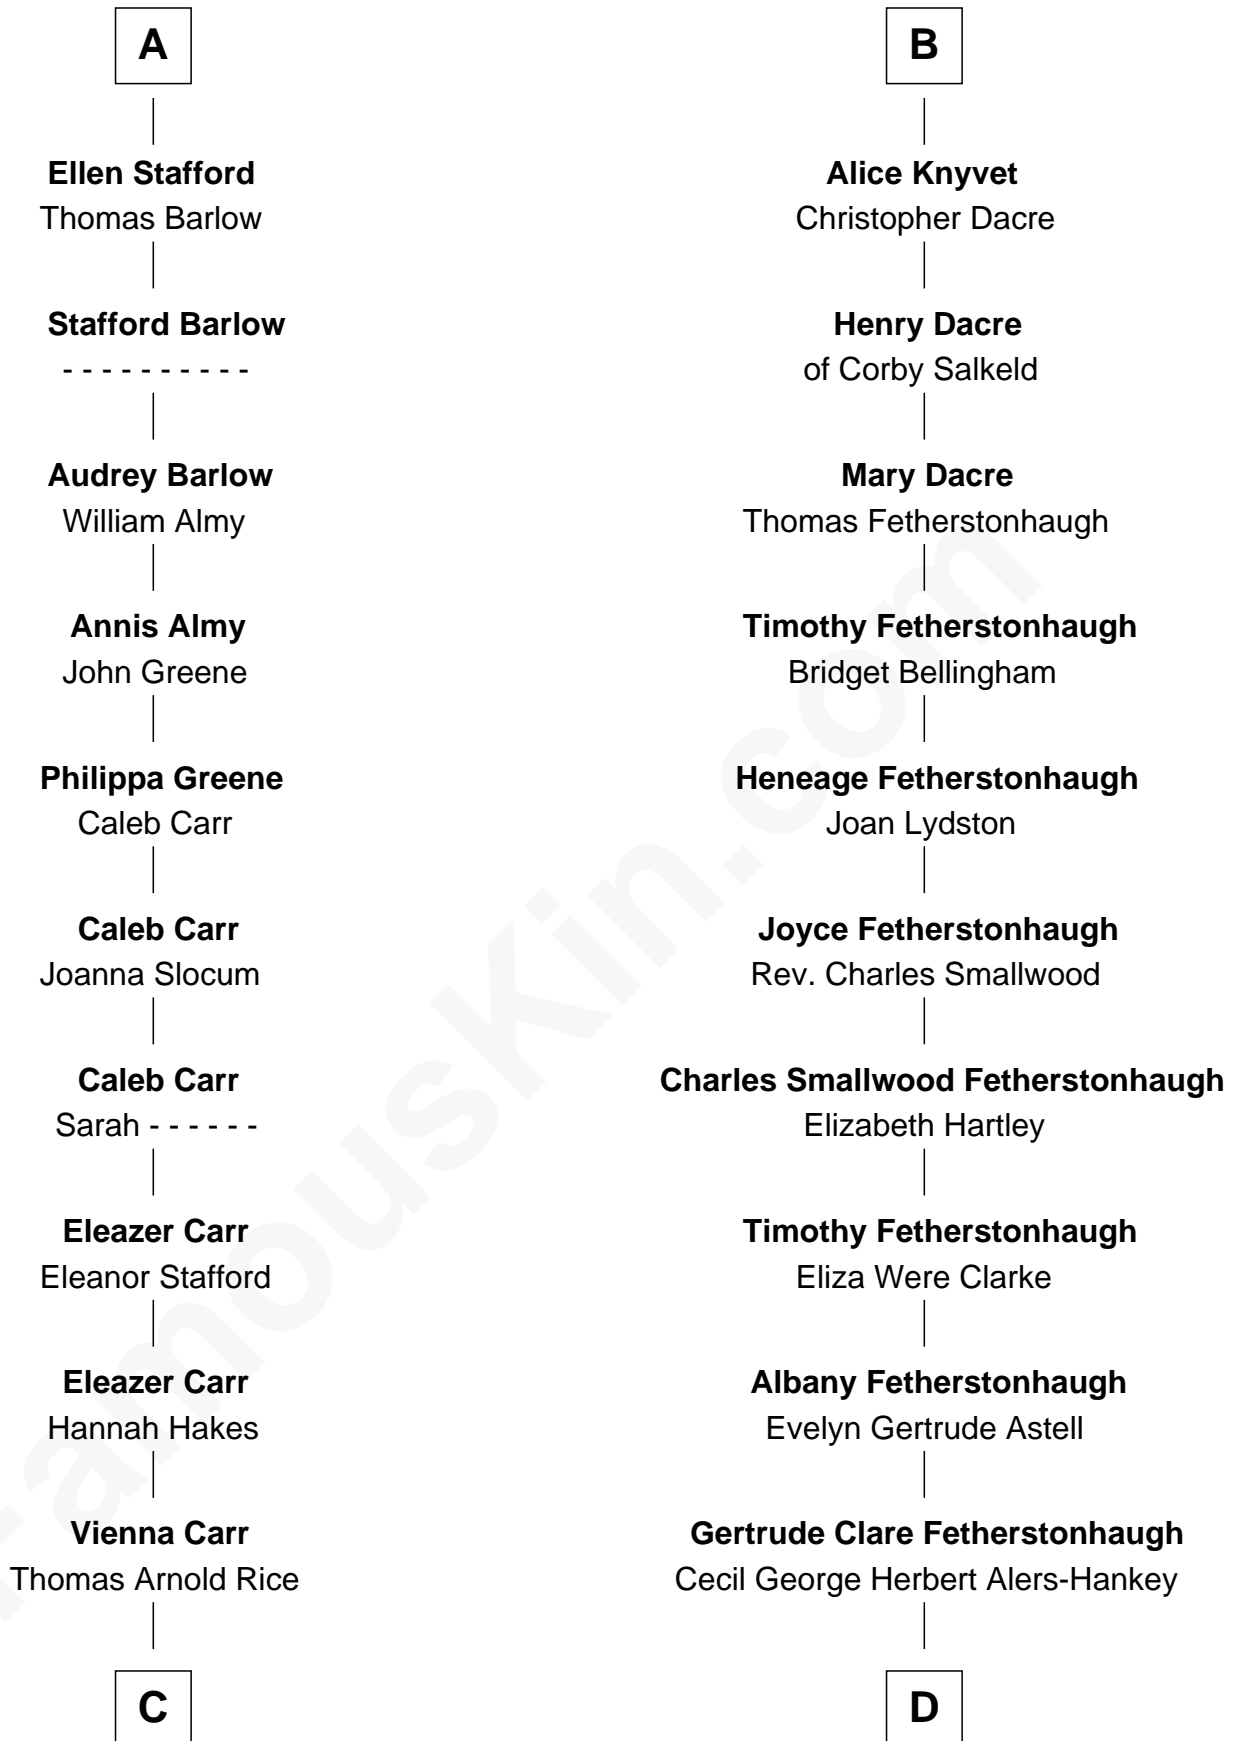 A
Ellen Stafford
Thomas Barlow
Stafford Barlow
- - - - - - - - - -
Audrey Barlow
William Almy
Annis Almy
John Greene
Philippa Greene
Caleb Carr
Caleb Carr
Joanna Slocum
Caleb Carr
Sarah - - - - - -
Eleazer Carr
Eleanor Stafford
Eleazer Carr
Hannah Hakes
Vienna Carr
Thomas Arnold Rice
C
B
Alice Knyvet
Christopher Dacre
Henry Dacre
of Corby Salkeld
Mary Dacre
Thomas Fetherstonhaugh
Timothy Fetherstonhaugh
Bridget Bellingham
Heneage Fetherstonhaugh
Joan Lydston
Joyce Fetherstonhaugh
Rev. Charles Smallwood
Charles Smallwood Fetherstonhaugh
Elizabeth Hartley
Timothy Fetherstonhaugh
Eliza Were Clarke
Albany Fetherstonhaugh
Evelyn Gertrude Astell
Gertrude Clare Fetherstonhaugh
Cecil George Herbert Alers-Hankey
D
FamousKin.com